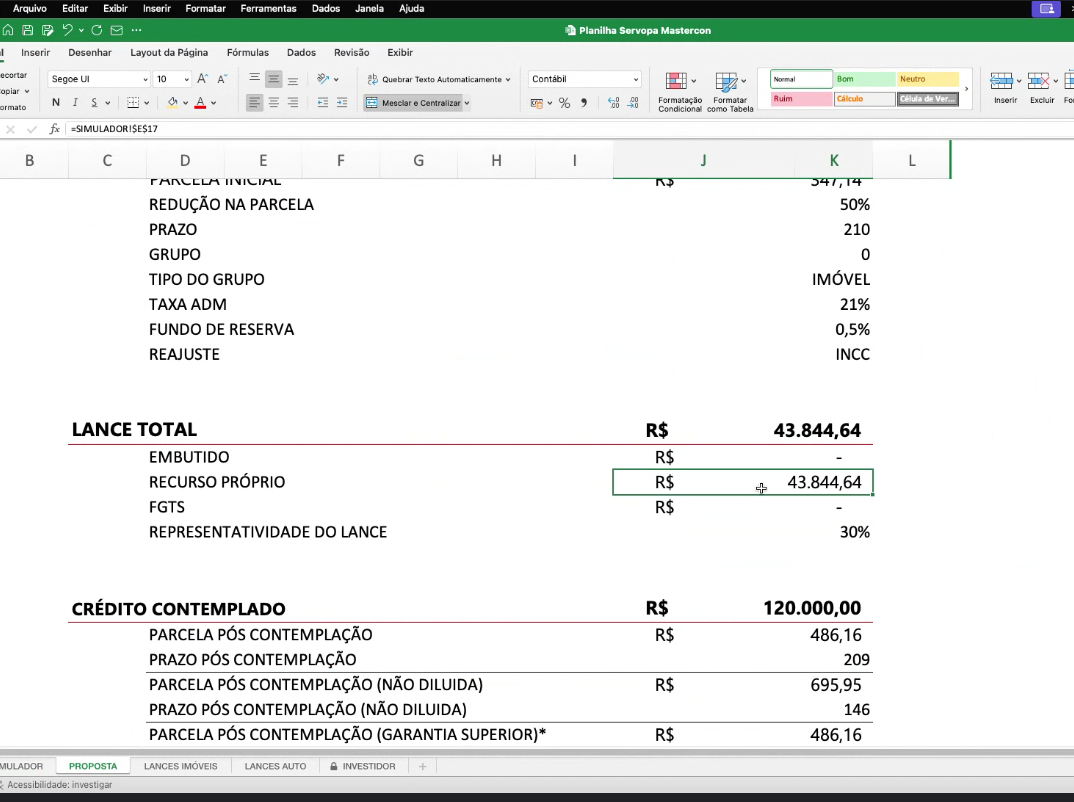 Arquivo Editar Exibir Inserir Formatar Ferramentas Dados Janela Ajuda
Planilha Servopa Mastercon
Inserir Desenhar Layout da Página Fórmulas Dados Revisão Exibir
ecortar Segoe UI 10 Quebrar Texto Automaticamente Contábil Normal Bom Neutro
opiar N I S Mesclar e Centralizar Formatação Condicional Formatar como Tabela Ruim Cálculo Célula de Ver... Inserir Excluir
ormato
fx =SIMULADOR!$E$17
B C D E F G H I J K L
PARCELA INICIAL R$ 347,14
REDUÇÃO NA PARCELA 50%
PRAZO 210
GRUPO 0
TIPO DO GRUPO IMÓVEL
TAXA ADM 21%
FUNDO DE RESERVA 0,5%
REAJUSTE INCC
LANCE TOTAL R$ 43.844,64
EMBUTIDO R$ -
RECURSO PRÓPRIO R$ 43.844,64
FGTS R$ -
REPRESENTATIVIDADE DO LANCE 30%
CRÉDITO CONTEMPLADO R$ 120.000,00
PARCELA PÓS CONTEMPLAÇÃO R$ 486,16
PRAZO PÓS CONTEMPLAÇÃO 209
PARCELA PÓS CONTEMPLAÇÃO (NÃO DILUIDA) R$ 695,95
PRAZO PÓS CONTEMPLAÇÃO (NÃO DILUIDA) 146
PARCELA PÓS CONTEMPLAÇÃO (GARANTIA SUPERIOR)* R$ 486,16
MULADOR PROPOSTA LANCES IMÓVEIS LANCES AUTO INVESTIDOR +
Acessibilidade: investigar